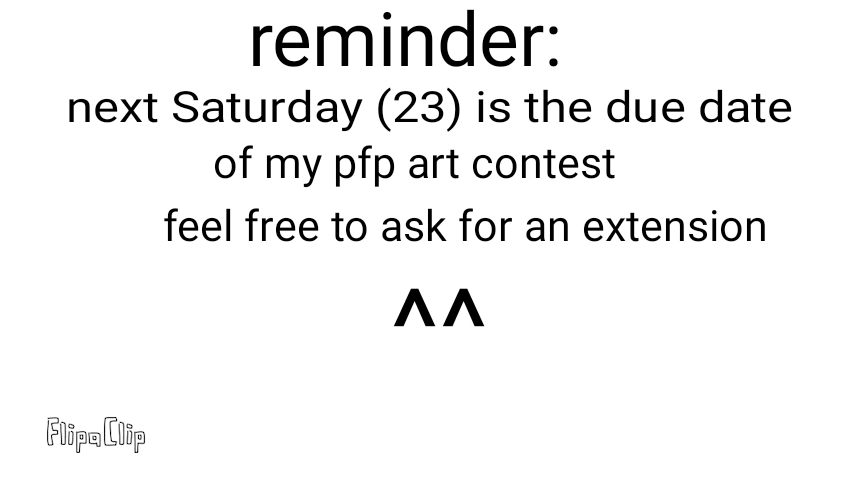 reminder:
next Saturday (23) is the due date
of my pfp art contest
feel free to ask for an extension
^^
FlipaClip